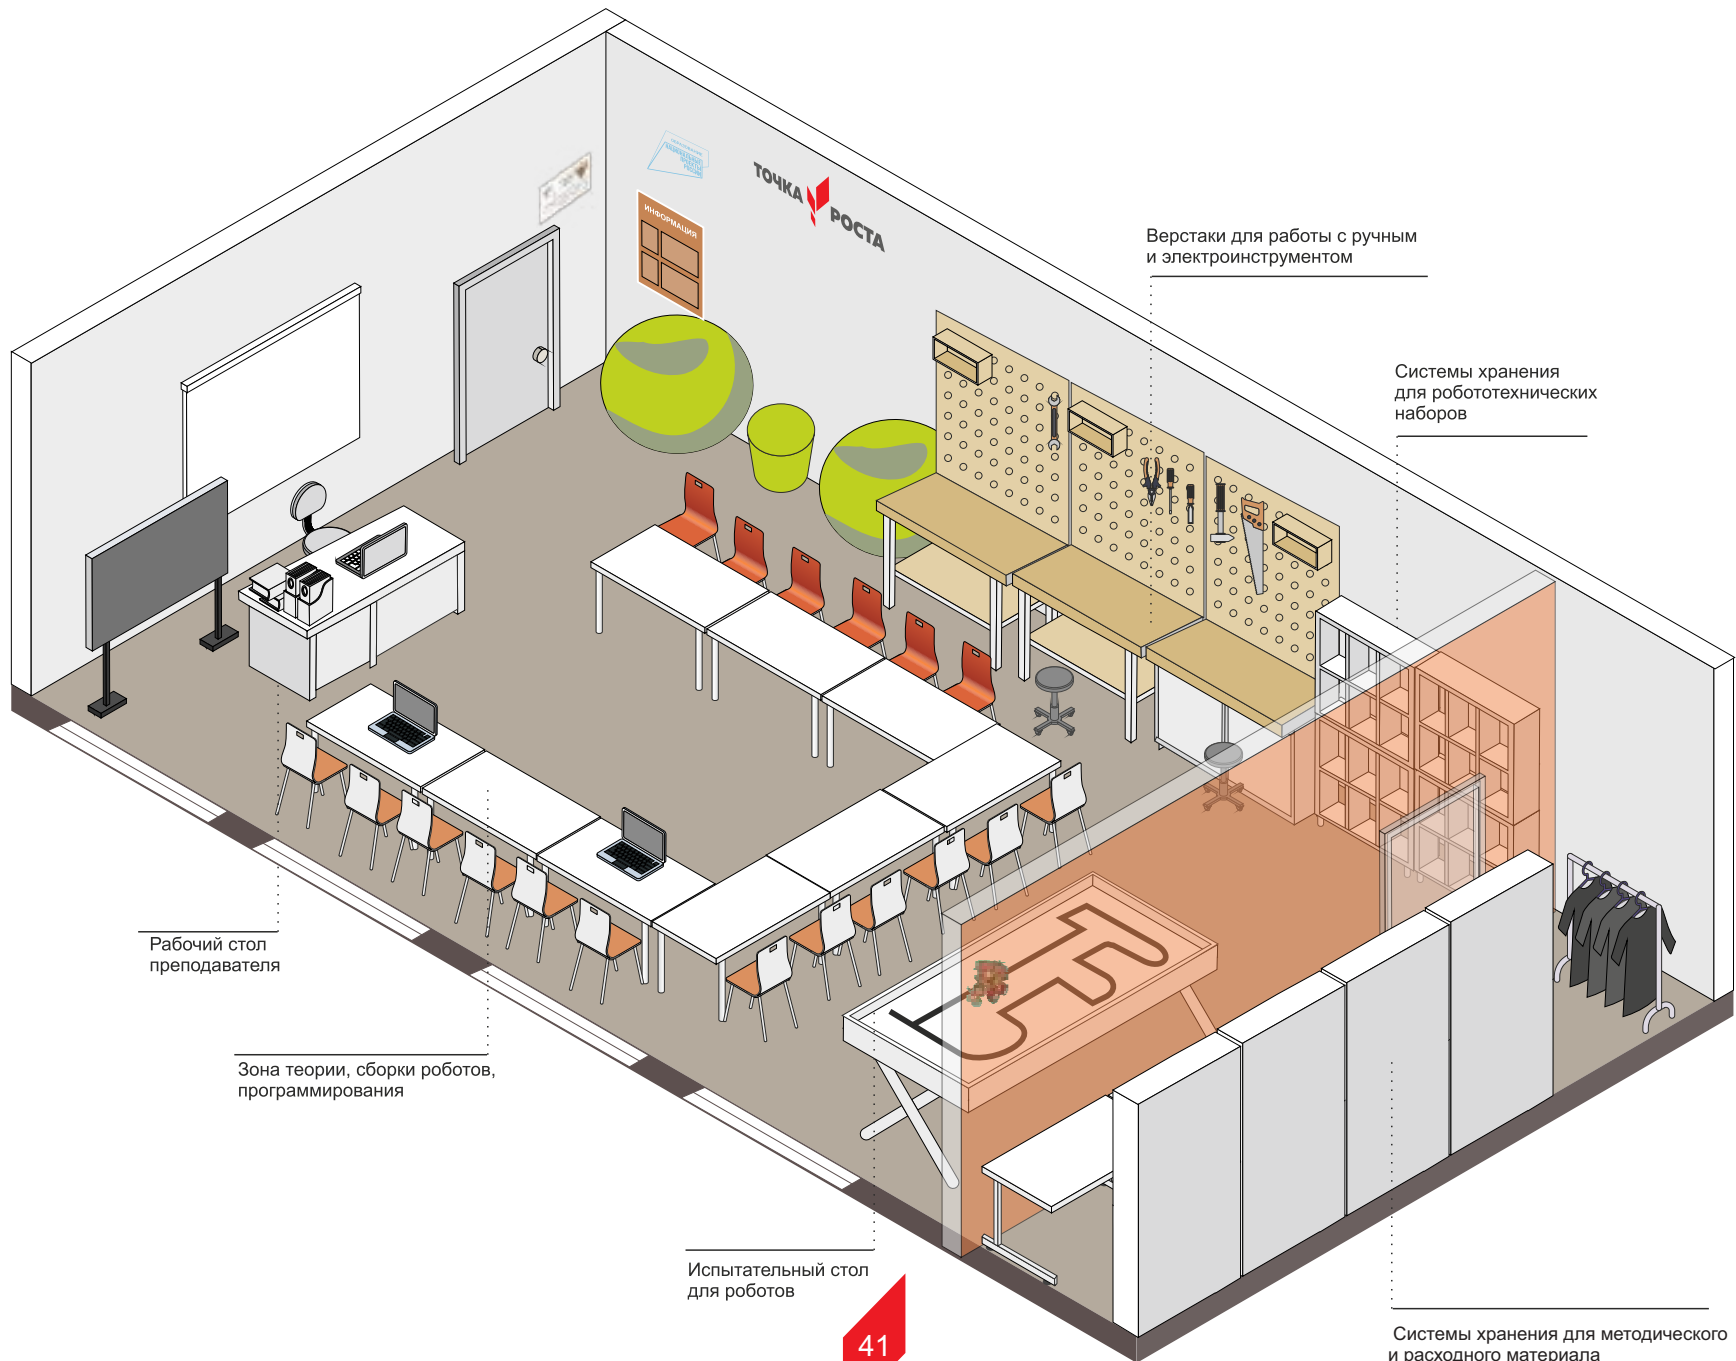 ТОЧКА
РОСТА
ИНФОРМАЦИЯ
Верстаки для работы с ручным
и электроинструментом
Системы хранения
для робототехнических
наборов
Рабочий стол
преподавателя
Зона теории, сборки роботов,
программирования
Испытательный стол
для роботов
41
Системы хранения для методического
и расходного материала